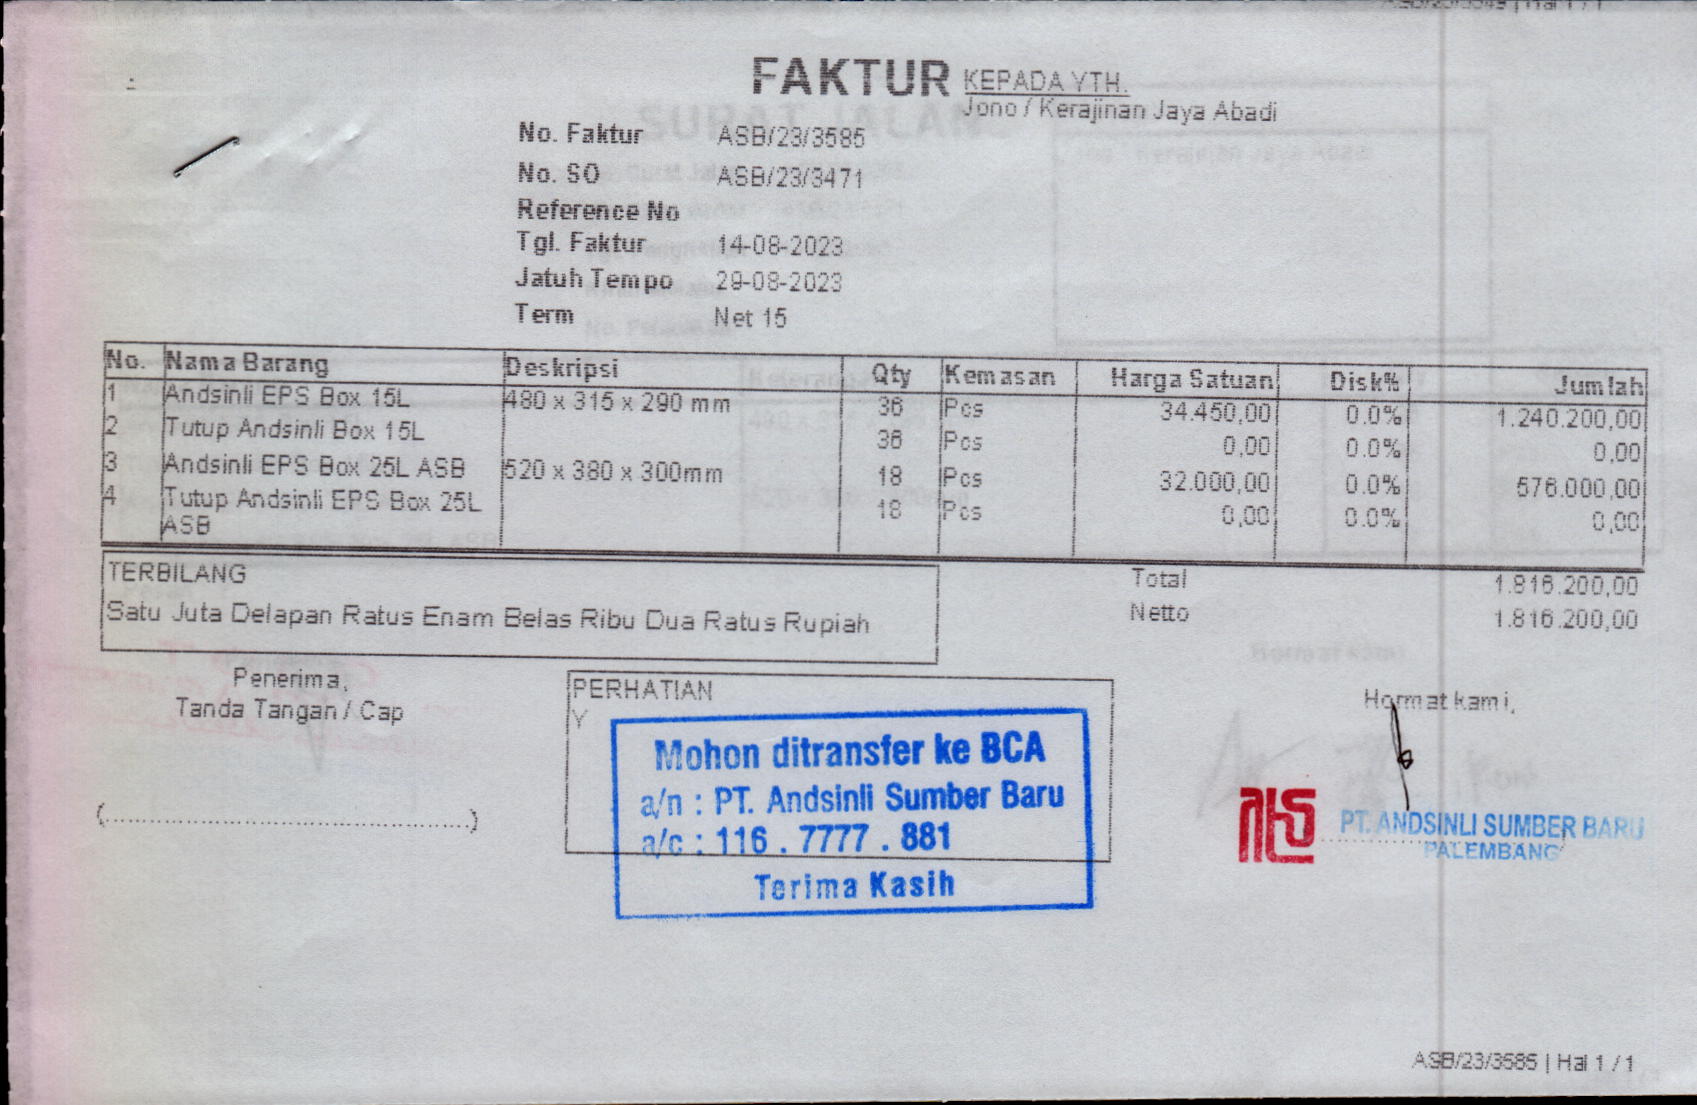 FAKTUR
KEPADA YTH.
Jono / Kerajinan Jaya Abadi
No. Faktur ASB/23/3585
No. SO ASB/23/3471
Reference No
Tgl. Faktur 14-08-2023
Jatuh Tempo 29-08-2023
Term Net 15
No. Nama Barang Deskripsi Qty Kemasan Harga Satuan Disk% Jumlah
1 Andsinli EPS Box 15L 480 x 315 x 290 mm 36 Pcs 34.450,00 0.0% 1.240.200,00
2 Tutup Andsinli Box 15L 36 Pcs 0,00 0.0% 0,00
3 Andsinli EPS Box 25L ASB 520 x 380 x 300mm 18 Pcs 32.000,00 0.0% 576.000,00
4 Tutup Andsinli EPS Box 25L 18 Pcs 0,00 0.0% 0,00
ASB
TERBILANG
Satu Juta Delapan Ratus Enam Belas Ribu Dua Ratus Rupiah
Total 1.816.200,00
Netto 1.816.200,00
Penerima,
Tanda Tangan / Cap
(................................................)
PERHATIAN
Y
Mohon ditransfer ke BCA
a/n : PT. Andsinli Sumber Baru
a/c : 116 . 7777 . 881
Terima Kasih
Hormat kami,
PT. ANDSINLI SUMBER BARU
PALEMBANG
ASB/23/3585 | Hal 1 / 1